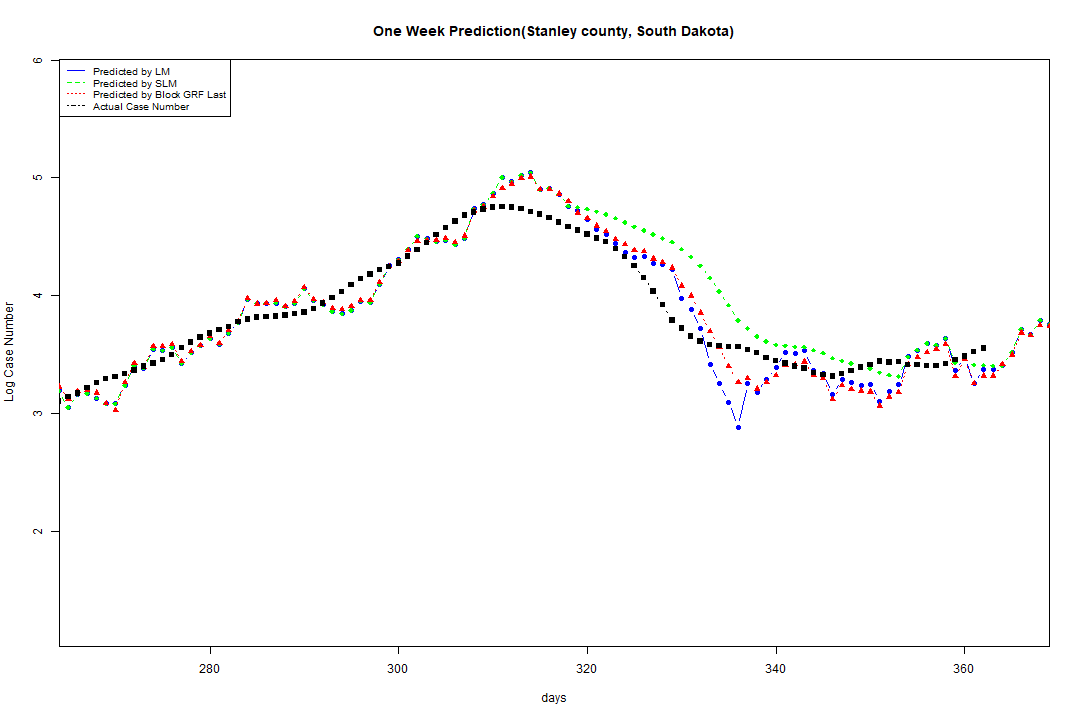 One Week Prediction(Stanley county, South Dakota)
6
Predicted by LM
Predicted by SLM
Predicted by Block GRF Last
Actual Case Number
5
4
3
2
Log Case Number
280 300 320 340 360
days